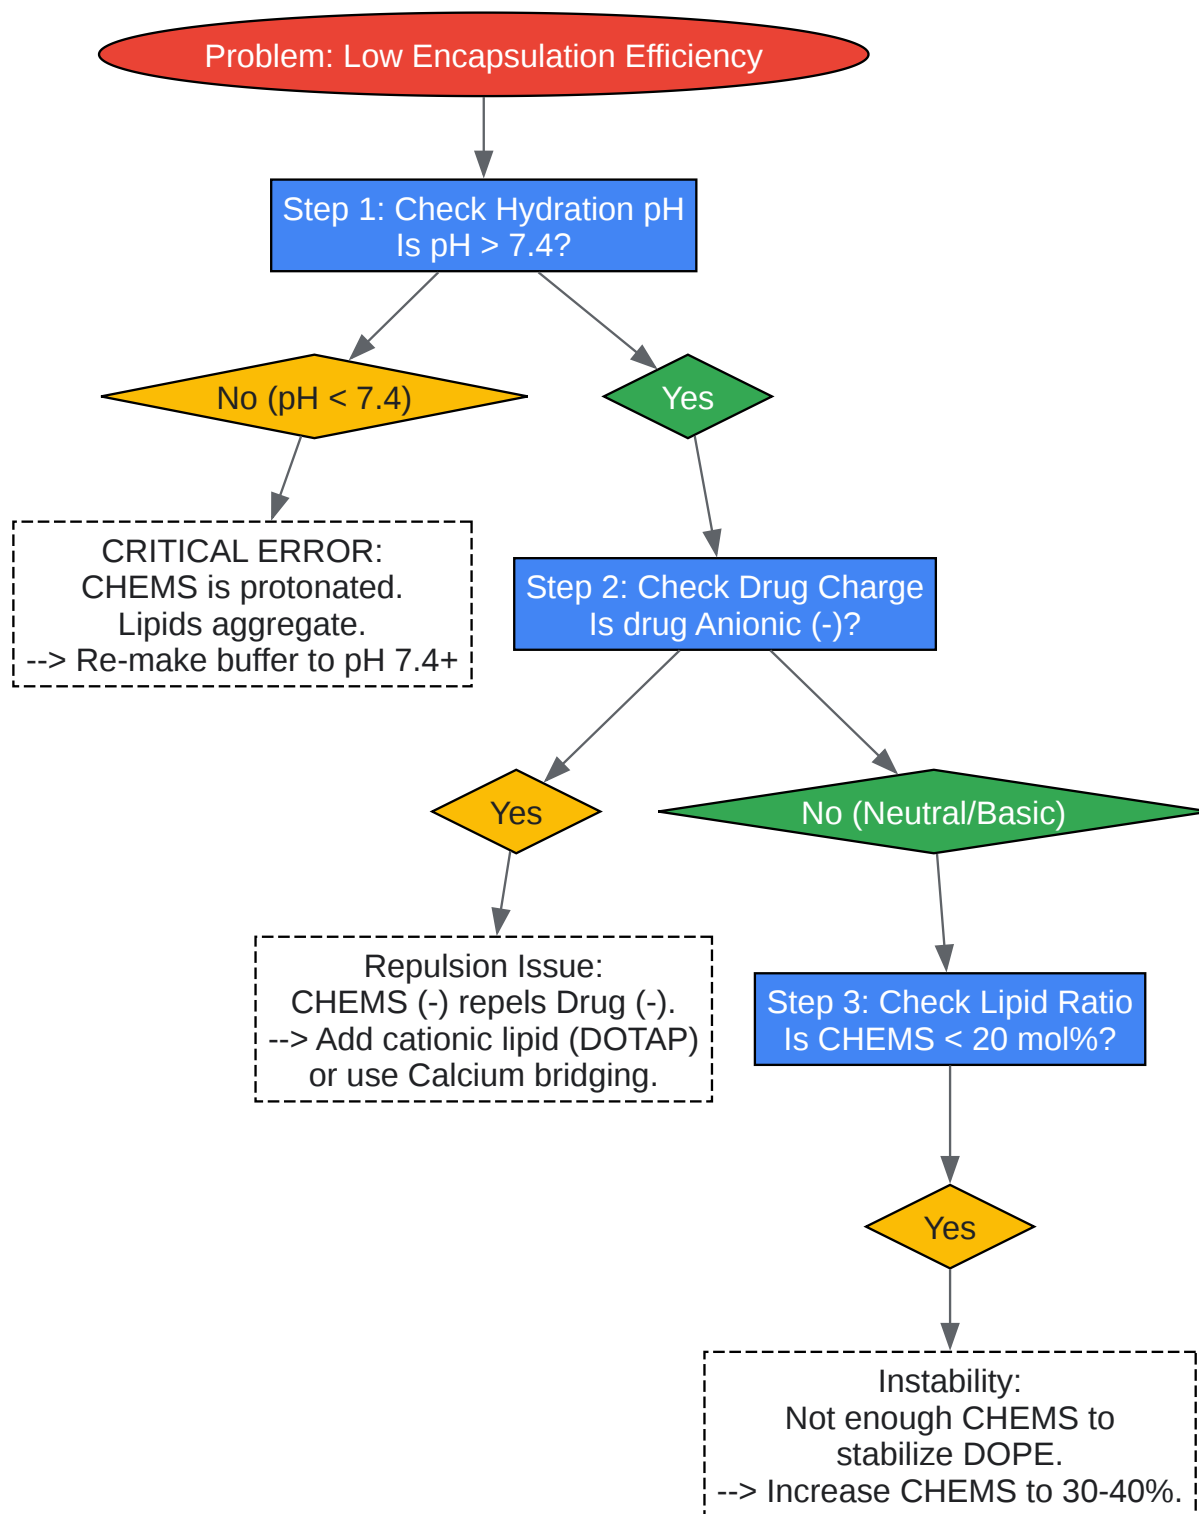 Problem: Low Encapsulation Efficiency
Step 1: Check Hydration pH
Is pH > 7.4?
No (pH < 7.4)
Yes
CRITICAL ERROR:
CHEMS is protonated.
Lipids aggregate.
--> Re-make buffer to pH 7.4+
Step 2: Check Drug Charge
Is drug Anionic (-)?
Yes
No (Neutral/Basic)
Repulsion Issue:
CHEMS (-) repels Drug (-).
--> Add cationic lipid (DOTAP)
or use Calcium bridging.
Step 3: Check Lipid Ratio
Is CHEMS < 20 mol%?
Yes
Instability:
Not enough CHEMS to
stabilize DOPE.
--> Increase CHEMS to 30-40%.